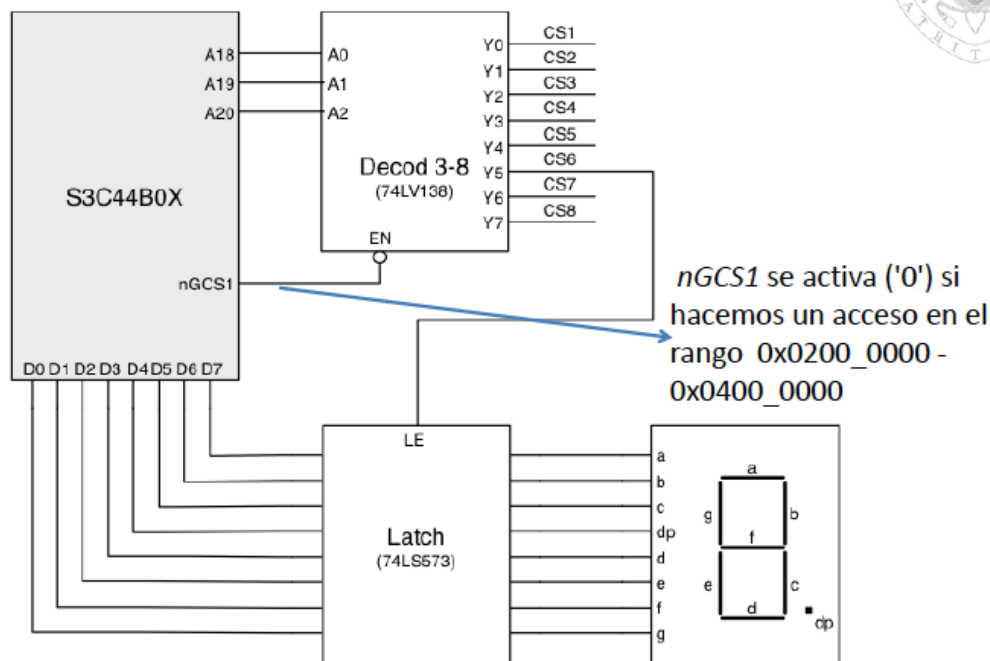 S3C44B0X
A18
A19
A20
nGCS1
D0 D1 D2 D3 D4 D5 D6 D7
A0
A1
A2
Decod 3-8
(74LV138)
EN
Y0
Y1
Y2
Y3
Y4
Y5
Y6
Y7
CS1
CS2
CS3
CS4
CS5
CS6
CS7
CS8
nGCS1 se activa ('0') si
hacemos un acceso en el
rango 0x0200_0000 -
0x0400_0000
LE
Latch
(74LS573)
a
b
c
dp
d
e
f
g
a
g
b
f
e
c
d
dp